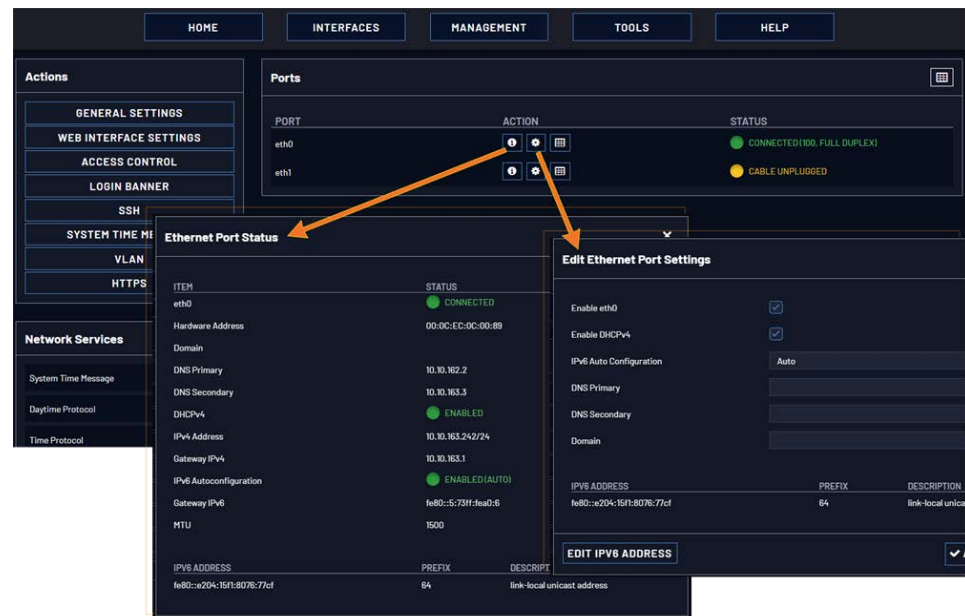 HOME INTERFACES MANAGEMENT TOOLS HELP
Actions
GENERAL SETTINGS
WEB INTERFACE SETTINGS
ACCESS CONTROL
LOGIN BANNER
SSH
SYSTEM TIME ME
VLAN
HTTPS
Network Services
System Time Message
Daytime Protocol
Time Protocol
Ports
PORT ACTION STATUS
eth0 CONNECTED (100, FULL DUPLEX)
eth1 CABLE UNPLUGGED
Ethernet Port Status
ITEM STATUS
eth0 CONNECTED
Hardware Address 00:0C:EC:0C:00:89
Domain
DNS Primary 10.10.162.2
DNS Secondary 10.10.163.3
DHCPv4 ENABLED
IPv4 Address 10.10.163.242/24
Gateway IPv4 10.10.163.1
IPv6 Autoconfiguration ENABLED (AUTO)
Gateway IPv6 fe80::5:73ff:fea0:6
MTU 1500
IPV6 ADDRESS PREFIX DESCRIPT
fe80::e204:15f1:8076:77cf 64 link-local unicast address
Edit Ethernet Port Settings
Enable eth0
Enable DHCPv4
IPv6 Auto Configuration Auto
DNS Primary
DNS Secondary
Domain
IPV6 ADDRESS PREFIX DESCRIPTION
fe80::e204:15f1:8076:77cf 64 link-local unica
EDIT IPV6 ADDRESS